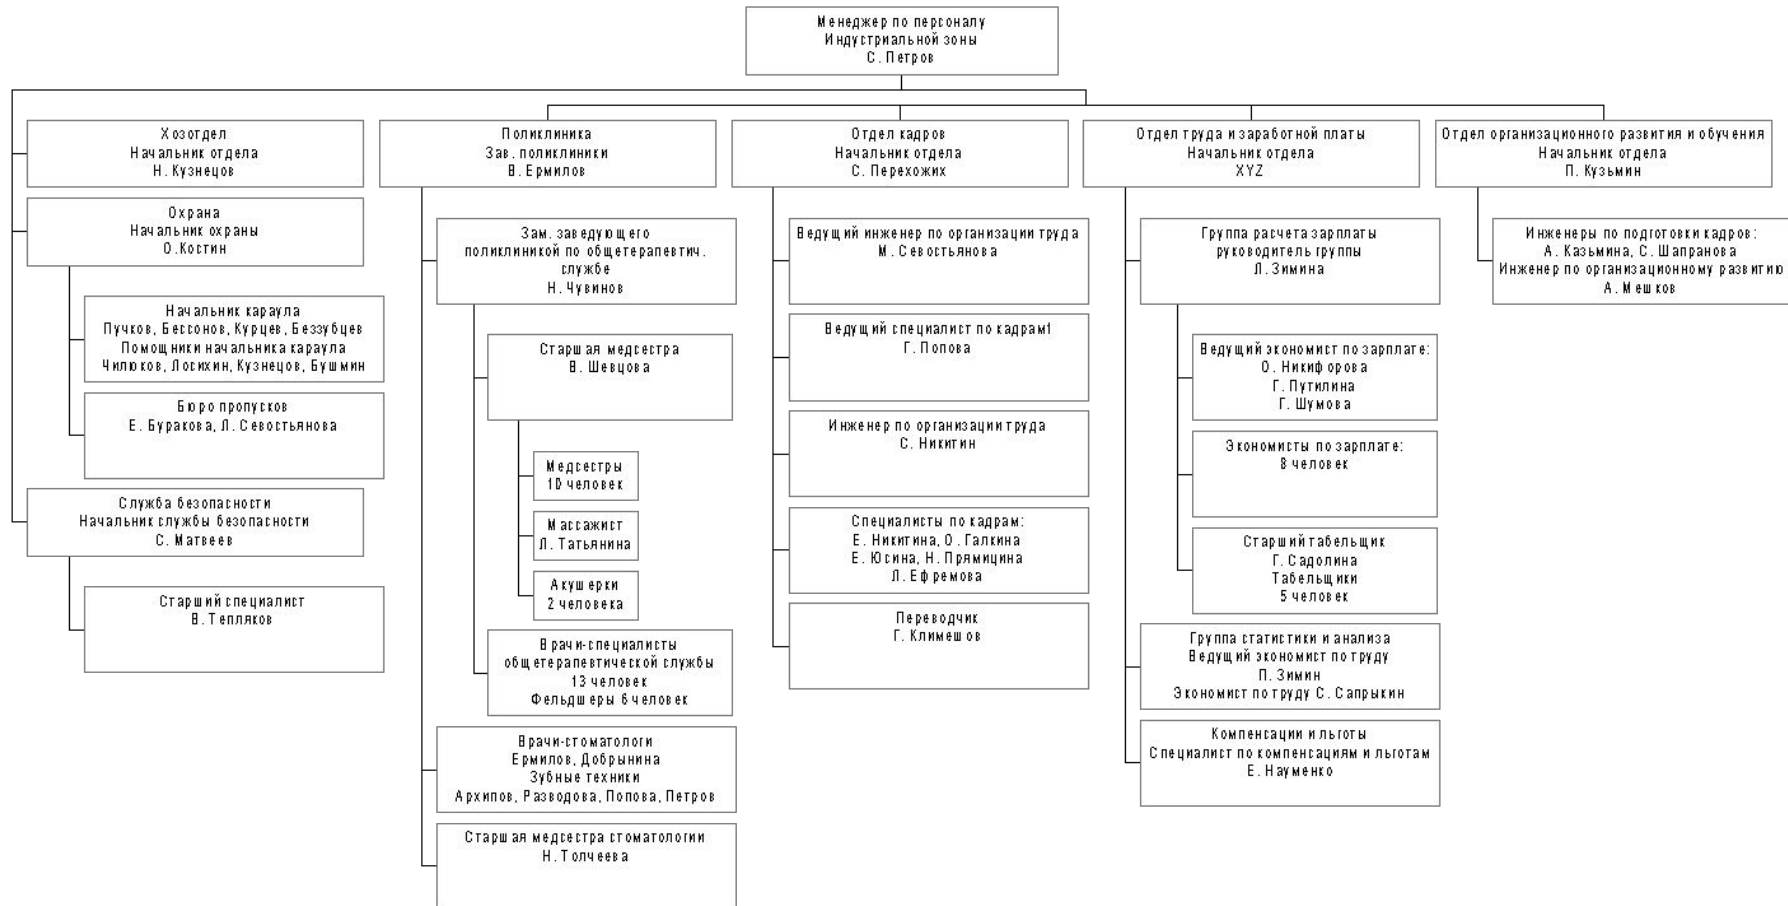 Менеджер по персоналу
Индустриальной зоны
С. Петров
Хозотдел
Начальник отдела
Н. Кузнецов
Охрана
Начальник охраны
О.Костин
Начальник караула
Пучков, Бессонов, Курцев, Беззубцев
Помощники начальника караула
Чилюков, Лосихин, Кузнецов, Бушмин
Бюро пропусков
Е. Буракова, Л. Севостьянова
Служба безопасности
Начальник службы безопасности
С. Матвеев
Старший специалист
В. Тепляков
Поликлиника
Зав. поликлиники
В. Ермилов
Зам. заведующего
поликлиникой по общетерапевтич.
службе
Н. Чувинов
Старшая медсестра
В. Шевцова
Медсестры
10 человек
Массажист
Л. Татьянина
Акушерки
2 человека
Врачи-специалисты
общетерапевтической службы
13 человек
Фельдшеры 6 человек
Врачи-стоматологи
Ермилов, Добрынина
Зубные техники
Архипов, Разводова, Попова, Петров
Старшая медсестра стоматологии
Н. Толчеева
Отдел кадров
Начальник отдела
С. Перехожих
Ведущий инженер по организации труда
М. Севостьянова
Ведущий специалист по кадрам1
Г. Попова
Инженер по организации труда
С. Никитин
Специалисты по кадрам:
Е. Никитина, О. Галкина
Е. Юсина, Н. Прямицина
Л. Ефремова
Переводчик
Г. Климешов
Отдел труда и заработной платы
Начальник отдела
XYZ
Группа расчета зарплаты
руководитель группы
Л. Зимина
Ведущий экономист по зарплате:
О. Никифорова
Г. Путилина
Г. Шумова
Экономисты по зарплате:
8 человек
Старший табельщик
Г. Садолина
Табельщики
5 человек
Группа статистики и анализа
Ведущий экономист по труду
П. Зимин
Экономист по труду С. Сапрыкин
Компенсации и льготы
Специалист по компенсациям и льготам
Е. Науменко
Отдел организационного развития и обучения
Начальник отдела
П. Кузьмин
Инженеры по подготовки кадров:
А. Казьмина, С. Шапранова
Инженер по организационному развитию
А. Мешков